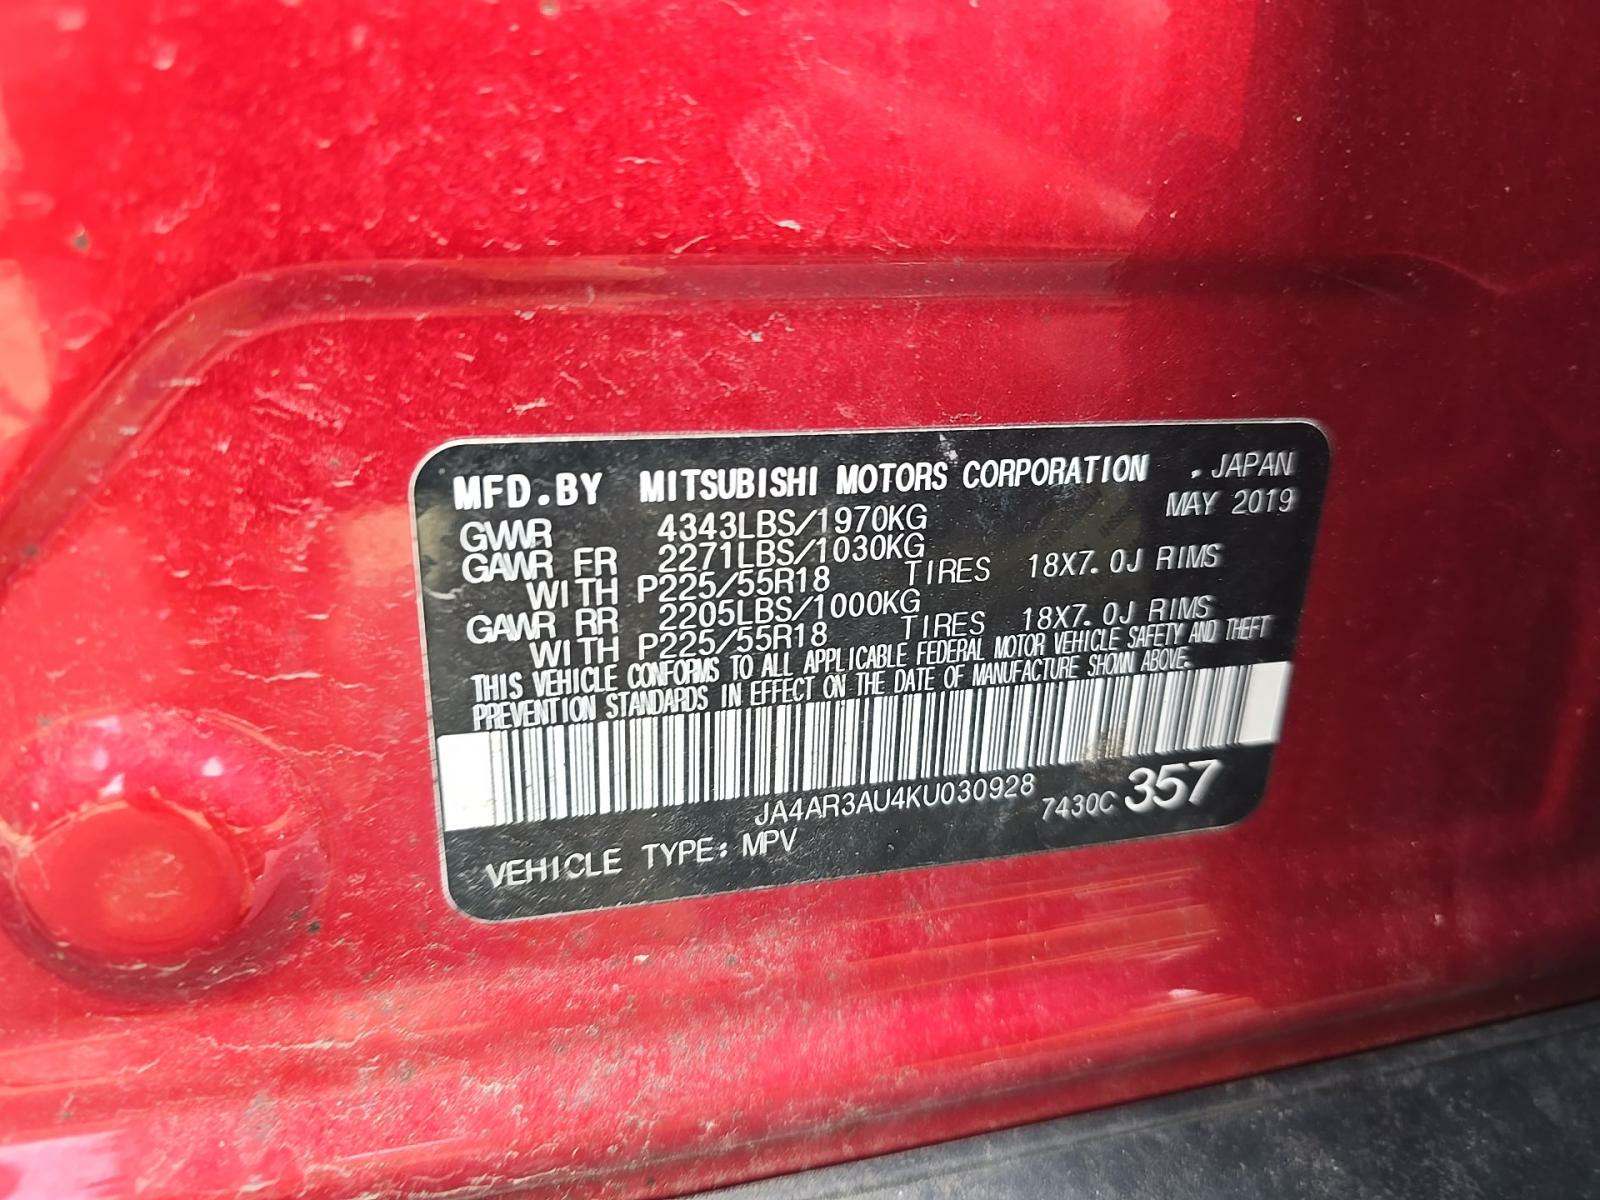 MFD.BY MITSUBISHI MOTORS CORPORATION , JAPAN
MAY 2019
GVWR 4343LBS/1970KG
GAWR FR 2271LBS/1030KG
WITH P225/55R18 TIRES 18X7.0J RIMS
GAWR RR 2205LBS/1000KG
WITH P225/55R18 TIRES 18X7.0J RIMS
THIS VEHICLE CONFORMS TO ALL APPLICABLE FEDERAL MOTOR VEHICLE SAFETY AND THEFT
PREVENTION STANDARDS IN EFFECT ON THE DATE OF MANUFACTURE SHOWN ABOVE.
JA4AR3AU4KU030928 7430C 357
VEHICLE TYPE: MPV